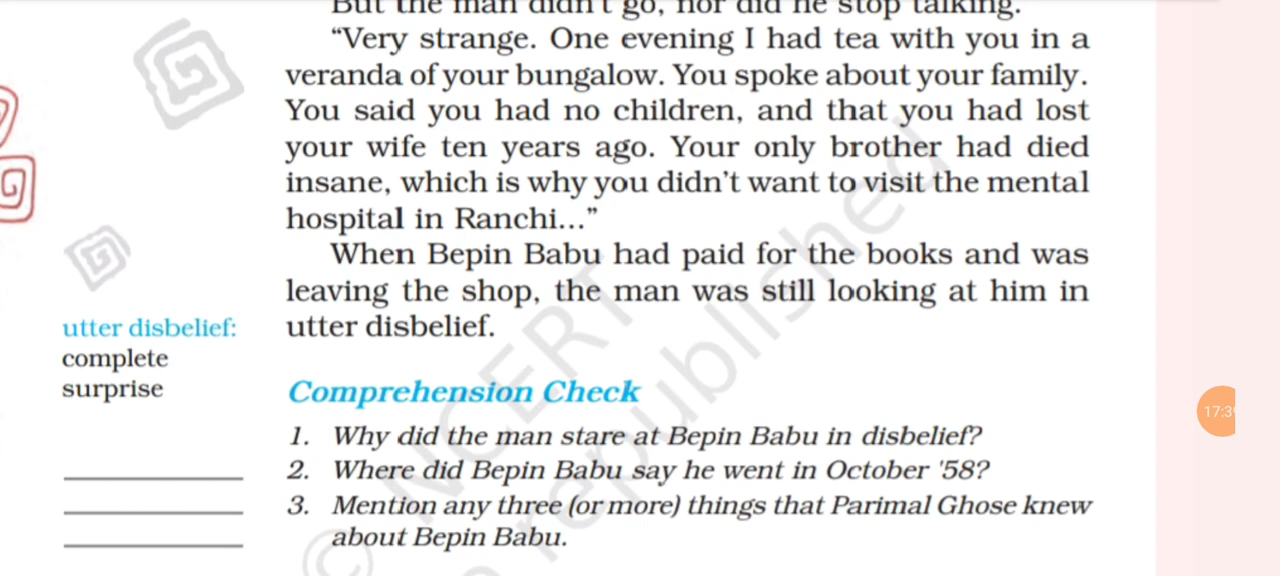 But the man didn't go, nor did he stop talking.
“Very strange. One evening I had tea with you in a
veranda of your bungalow. You spoke about your family.
You said you had no children, and that you had lost
your wife ten years ago. Your only brother had died
insane, which is why you didn’t want to visit the mental
hospital in Ranchi...”
When Bepin Babu had paid for the books and was
leaving the shop, the man was still looking at him in
utter disbelief.
utter disbelief:
complete
surprise
Comprehension Check
1. Why did the man stare at Bepin Babu in disbelief?
2. Where did Bepin Babu say he went in October '58?
3. Mention any three (or more) things that Parimal Ghose knew
about Bepin Babu.
© NCERT
republished